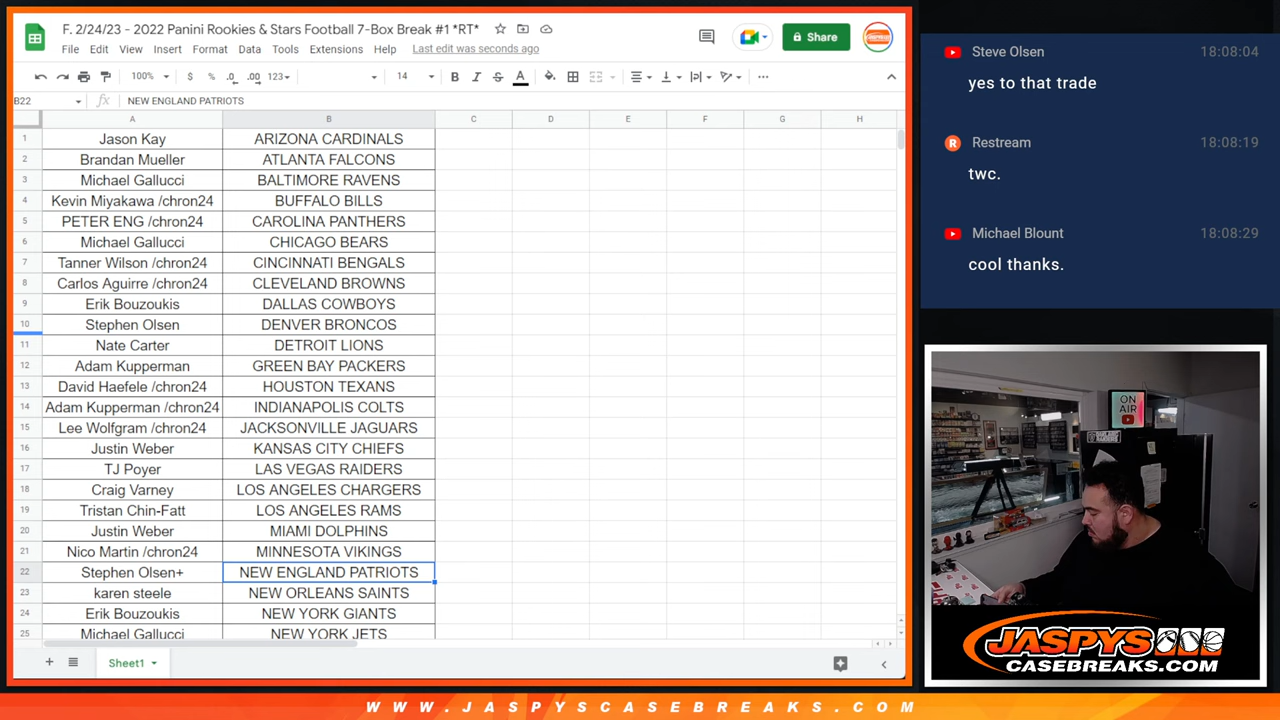 F. 2/24/23 - 2022 Panini Rookies & Stars Football 7-Box Break #1 *RT*
File Edit View Insert Format Data Tools Extensions Help Last edit was seconds ago
Share
100% $ % .0 .00 123 14 B I S A
B22 fx NEW ENGLAND PATRIOTS
A B C D E F G H
1 Jason Kay ARIZONA CARDINALS
2 Brandan Mueller ATLANTA FALCONS
3 Michael Gallucci BALTIMORE RAVENS
4 Kevin Miyakawa /chron24 BUFFALO BILLS
5 PETER ENG /chron24 CAROLINA PANTHERS
6 Michael Gallucci CHICAGO BEARS
7 Tanner Wilson /chron24 CINCINNATI BENGALS
8 Carlos Aguirre /chron24 CLEVELAND BROWNS
9 Erik Bouzoukis DALLAS COWBOYS
10 Stephen Olsen DENVER BRONCOS
11 Nate Carter DETROIT LIONS
12 Adam Kupperman GREEN BAY PACKERS
13 David Haefele /chron24 HOUSTON TEXANS
14 Adam Kupperman /chron24 INDIANAPOLIS COLTS
15 Lee Wolfgram /chron24 JACKSONVILLE JAGUARS
16 Justin Weber KANSAS CITY CHIEFS
17 TJ Poyer LAS VEGAS RAIDERS
18 Craig Varney LOS ANGELES CHARGERS
19 Tristan Chin-Fatt LOS ANGELES RAMS
20 Justin Weber MIAMI DOLPHINS
21 Nico Martin /chron24 MINNESOTA VIKINGS
22 Stephen Olsen+ NEW ENGLAND PATRIOTS
23 karen steele NEW ORLEANS SAINTS
24 Erik Bouzoukis NEW YORK GIANTS
25 Michael Gallucci NEW YORK JETS
Sheet1
Steve Olsen 18:08:04
yes to that trade
Restream 18:08:19
twc.
Michael Blount 18:08:29
cool thanks.
ON
AIR
JASPYS
CASEBREAKS.COM
WWW.JASPYSCASEBREAKS.COM